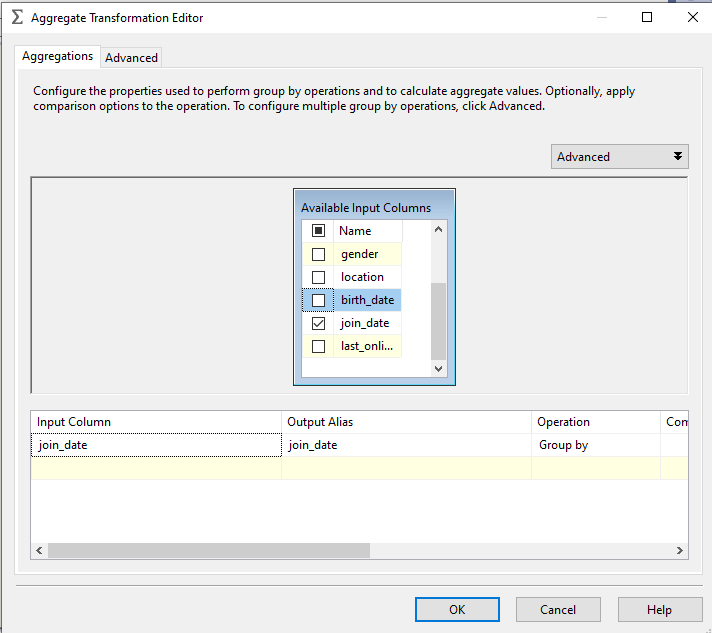 Aggregate Transformation Editor
Aggregations
Advanced
Configure the properties used to perform group by operations and to calculate aggregate values. Optionally, apply
comparison options to the operation. To configure multiple group by operations, click Advanced.
Advanced
Available Input Columns
Name
gender
location
birth_date
join_date
last_onli...
Input Column Output Alias Operation Com
join_date join_date Group by
OK Cancel Help